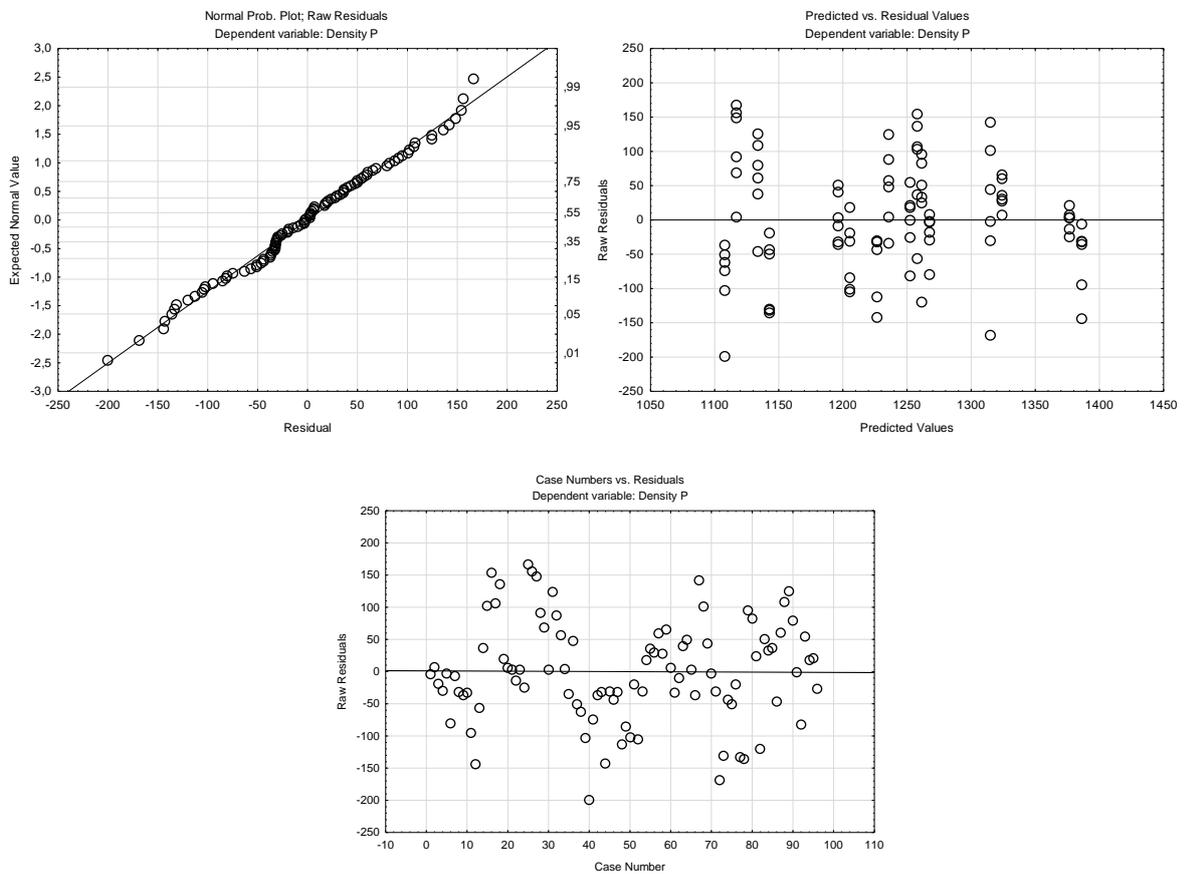 Normal Prob. Plot; Raw Residuals
Dependent variable: Density P
3,0
2,5
2,0
1,5
1,0
0,5
0,0
-0,5
-1,0
-1,5
-2,0
-2,5
-3,0
Expected Normal Value
,99
,95
,75
,55
,35
,15
,05
,01
-250 -200 -150 -100 -50 0 50 100 150 200 250
Residual
Predicted vs. Residual Values
Dependent variable: Density P
250
200
150
100
50
0
-50
-100
-150
-200
-250
Raw Residuals
1050 1100 1150 1200 1250 1300 1350 1400 1450
Predicted Values
Case Numbers vs. Residuals
Dependent variable: Density P
250
200
150
100
50
0
-50
-100
-150
-200
-250
Raw Residuals
-10 0 10 20 30 40 50 60 70 80 90 100 110
Case Number